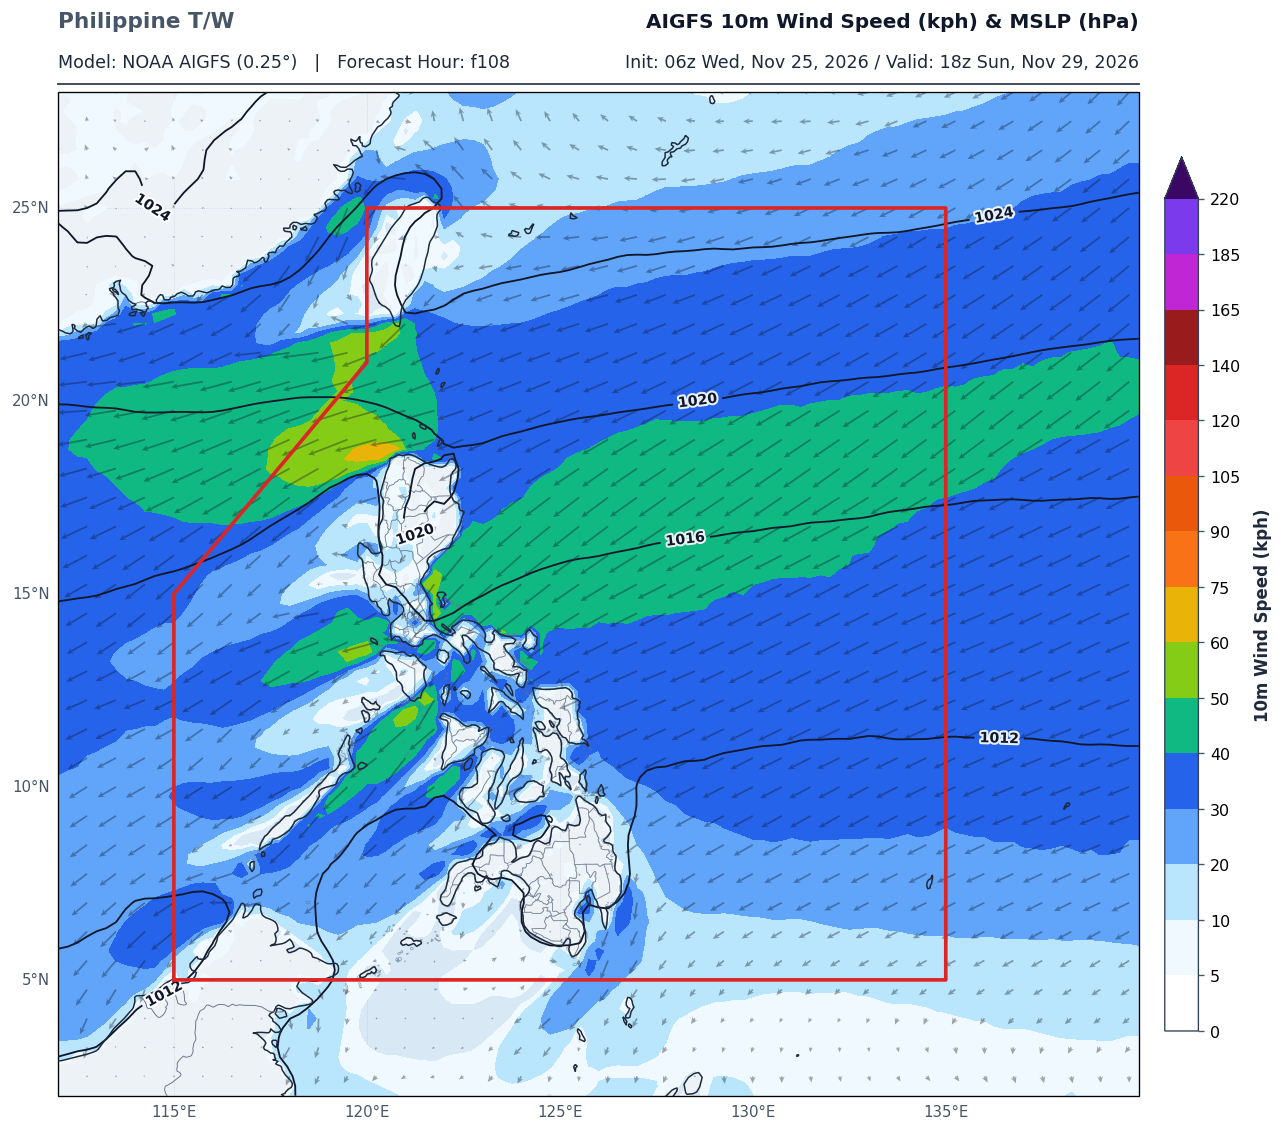 Philippine T/W
AIGFS 10m Wind Speed (kph) & MSLP (hPa)
Model: NOAA AIGFS (0.25°)   |   Forecast Hour: f108
Init: 06z Wed, Nov 25, 2026 / Valid: 18z Sun, Nov 29, 2026
1024
1024
1020
1020
1016
1012
1012
25°N
20°N
15°N
10°N
5°N
115°E
120°E
125°E
130°E
135°E
220
185
165
140
120
105
90
75
60
50
40
30
20
10
5
0
10m Wind Speed (kph)